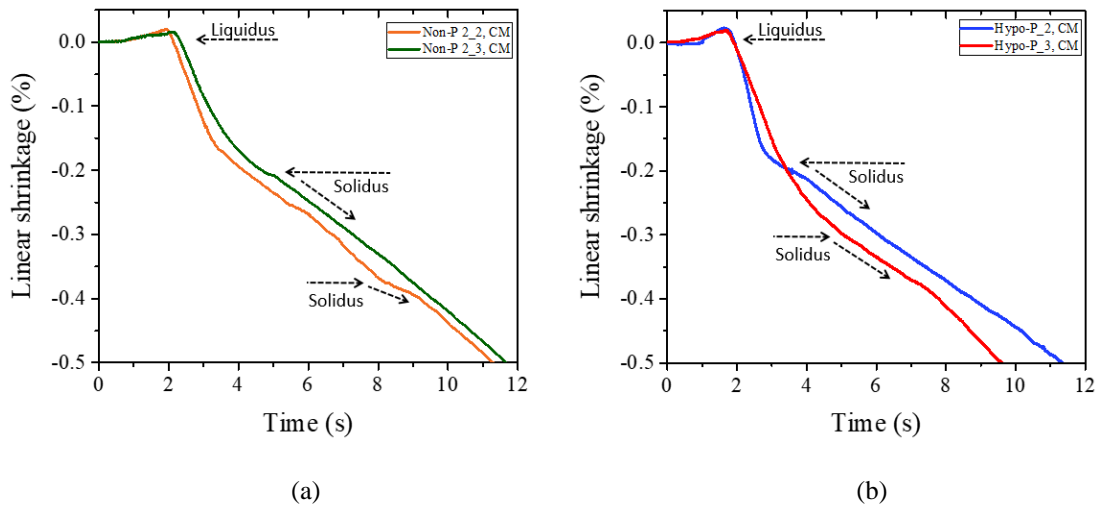 Liquidus
Non-P 2_2, CM
Non-P 2_3, CM
0.0
-0.1
-0.2
-0.3
-0.4
-0.5
Linear shrinkage (%)
Solidus
Solidus
0 2 4 6 8 10 12
Time (s)
(a)
Liquidus
Hypo-P_2, CM
Hypo-P_3, CM
0.0
-0.1
-0.2
-0.3
-0.4
-0.5
Linear shrinkage (%)
Solidus
Solidus
0 2 4 6 8 10 12
Time (s)
(b)